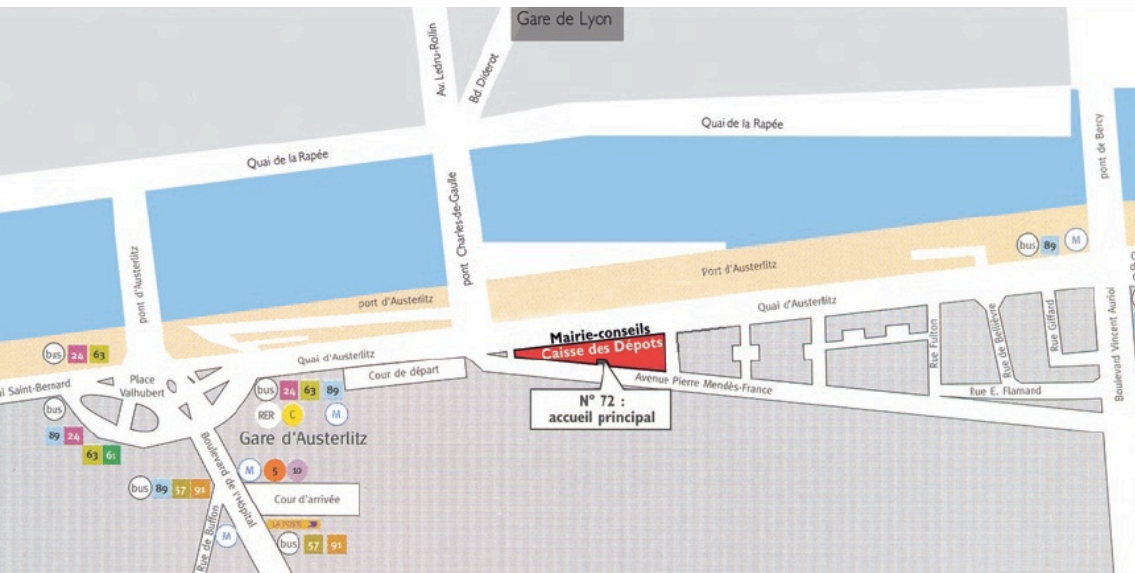 Gare de Lyon
Av. Ledru-Rollin
Bd. Diderot
Quai de la Rapée
Quai de la Rapée
pont de Bercy
pont Charles-de-Gaulle
pont d'Austerlitz
bus 89 M
Port d'Austerlitz
port d'Austerlitz
Quai d'Austerlitz
Mairie-conseils
Caisse des Dépots
Quai d'Austerlitz
Cour de départ
bus 24 63
Place
Valhubert
Saint-Bernard
Rue Fulton
Rue de Bellièvre
Rue Giffard
Boulevard Vincent Auriol
Avenue Pierre Mendès-France
Rue E. Flamand
N° 72 :
accueil principal
bus 24 63 89
RER C M
Gare d'Austerlitz
bus
89 24
63 61
M 5 10
Boulevard de l'Hôpital
bus 89 57 91
Cour d'arrivée
LA POSTE
Rue de Buffon
M
bus 57 91